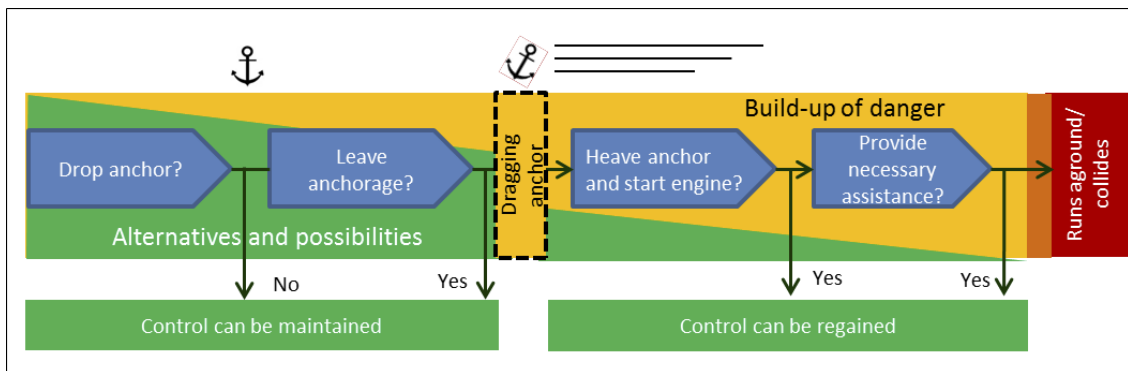 Build-up of danger
Drop anchor?
Leave
anchorage?
Dragging
anchor
Heave anchor
and start engine?
Provide
necessary
assistance?
Runs aground/
collides
Alternatives and possibilities
No
Yes
Yes
Yes
Control can be maintained
Control can be regained